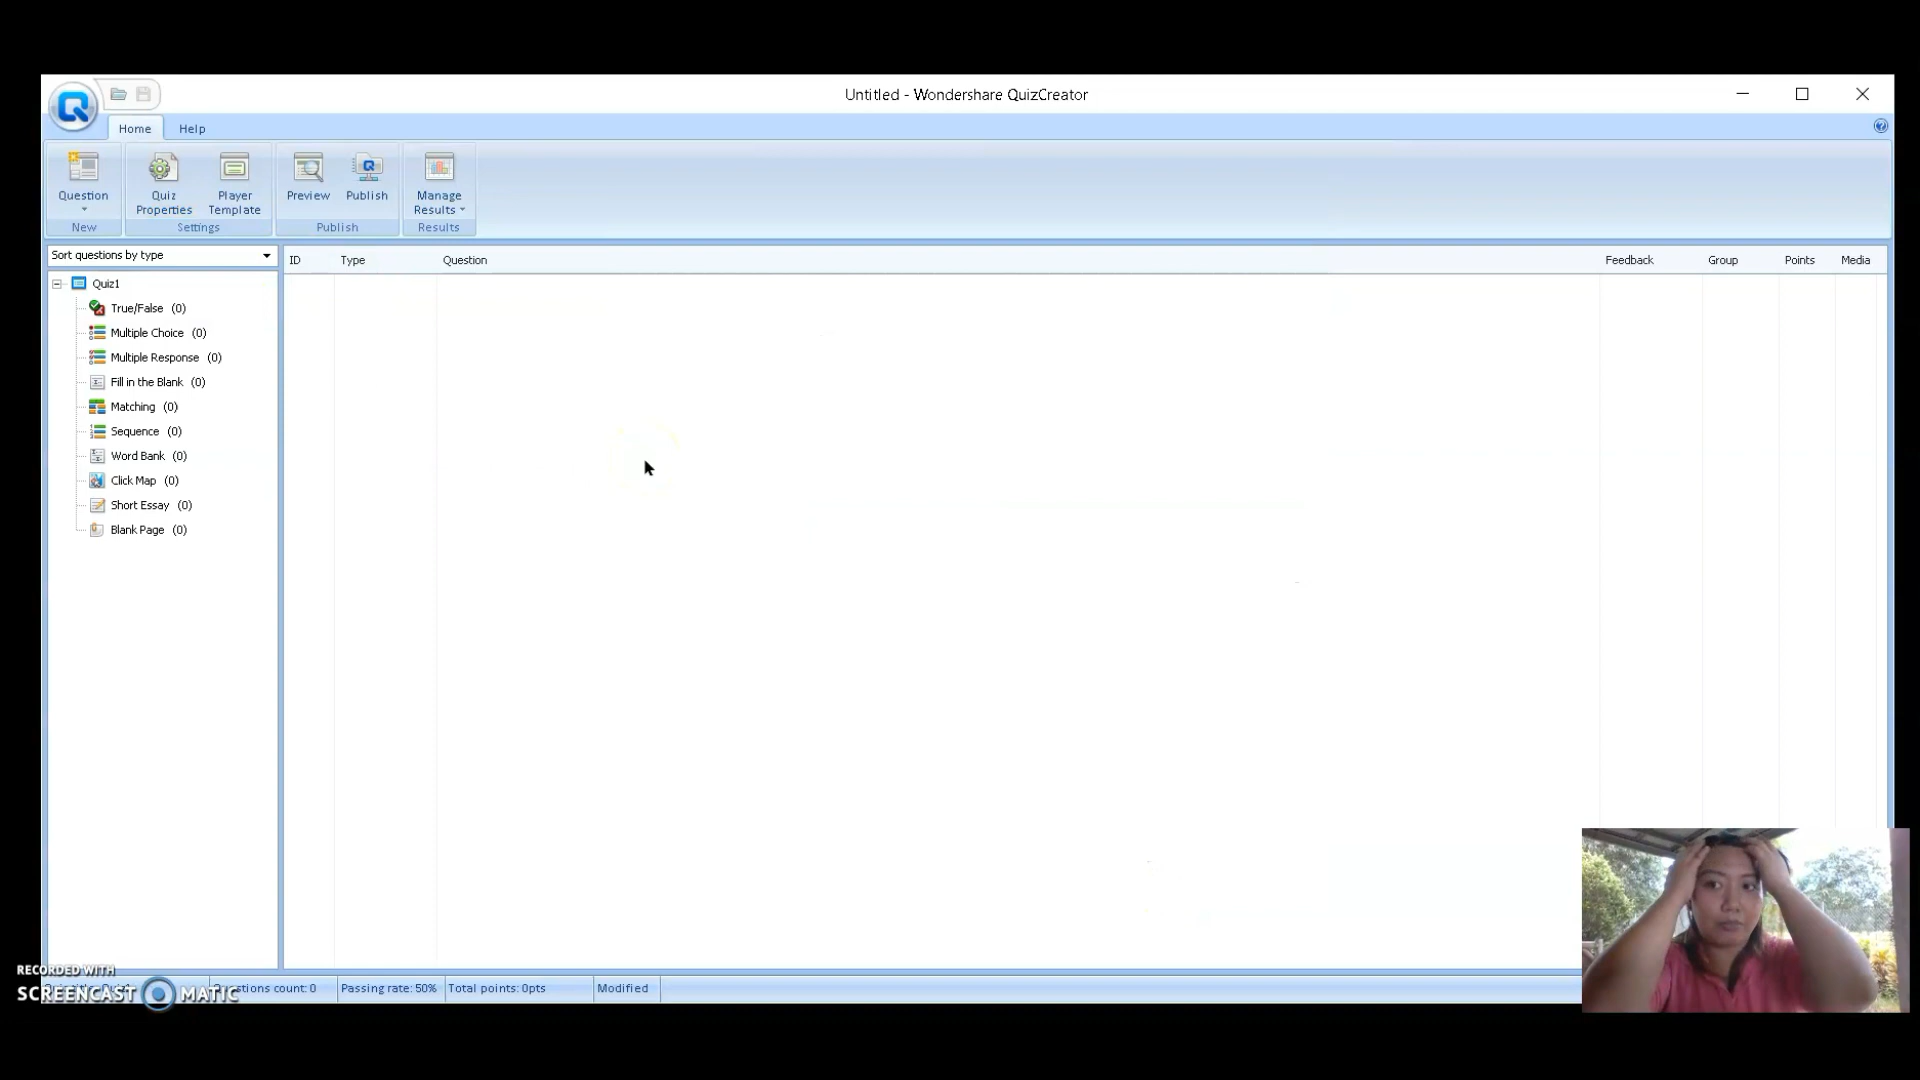 Untitled - Wondershare QuizCreator
Home Help
Question
Quiz Properties
Player Template
Preview
Publish
Manage Results
New
Settings
Publish
Results
Sort questions by type
ID Type Question Feedback Group Points Media
Quiz1
True/False (0)
Multiple Choice (0)
Multiple Response (0)
Fill in the Blank (0)
Matching (0)
Sequence (0)
Word Bank (0)
Click Map (0)
Short Essay (0)
Blank Page (0)
RECORDED WITH
SCREENCAST MATIC
count: 0 Passing rate: 50% Total points: 0pts Modified